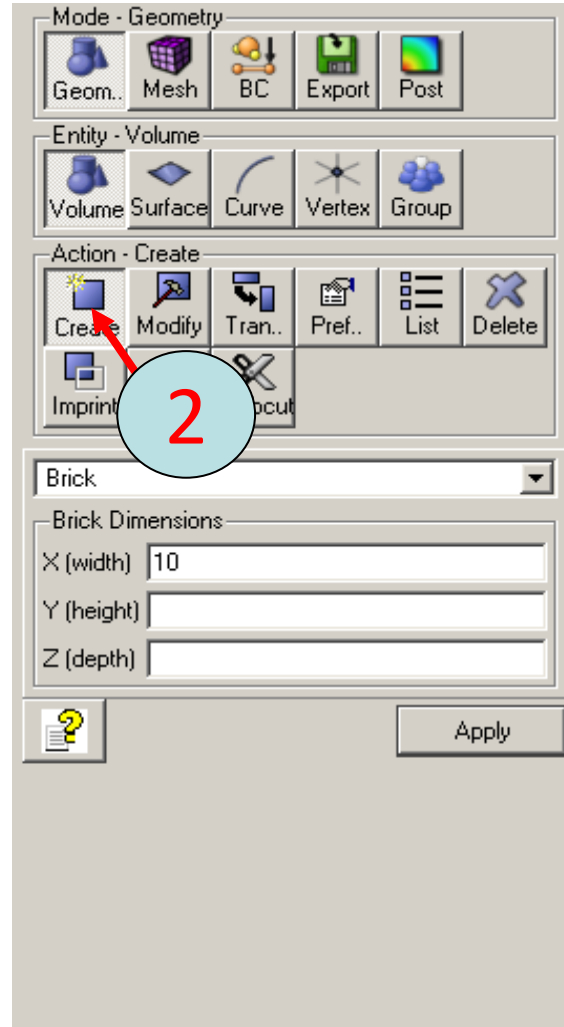 Mode - Geometry
Geom.. Mesh BC Export Post
Entity - Volume
Volume Surface Curve Vertex Group
Action - Create
Create Modify Tran.. Pref.. List Delete
Imprint
2
Brick
Brick Dimensions
X (width) 10
Y (height)
Z (depth)
Apply